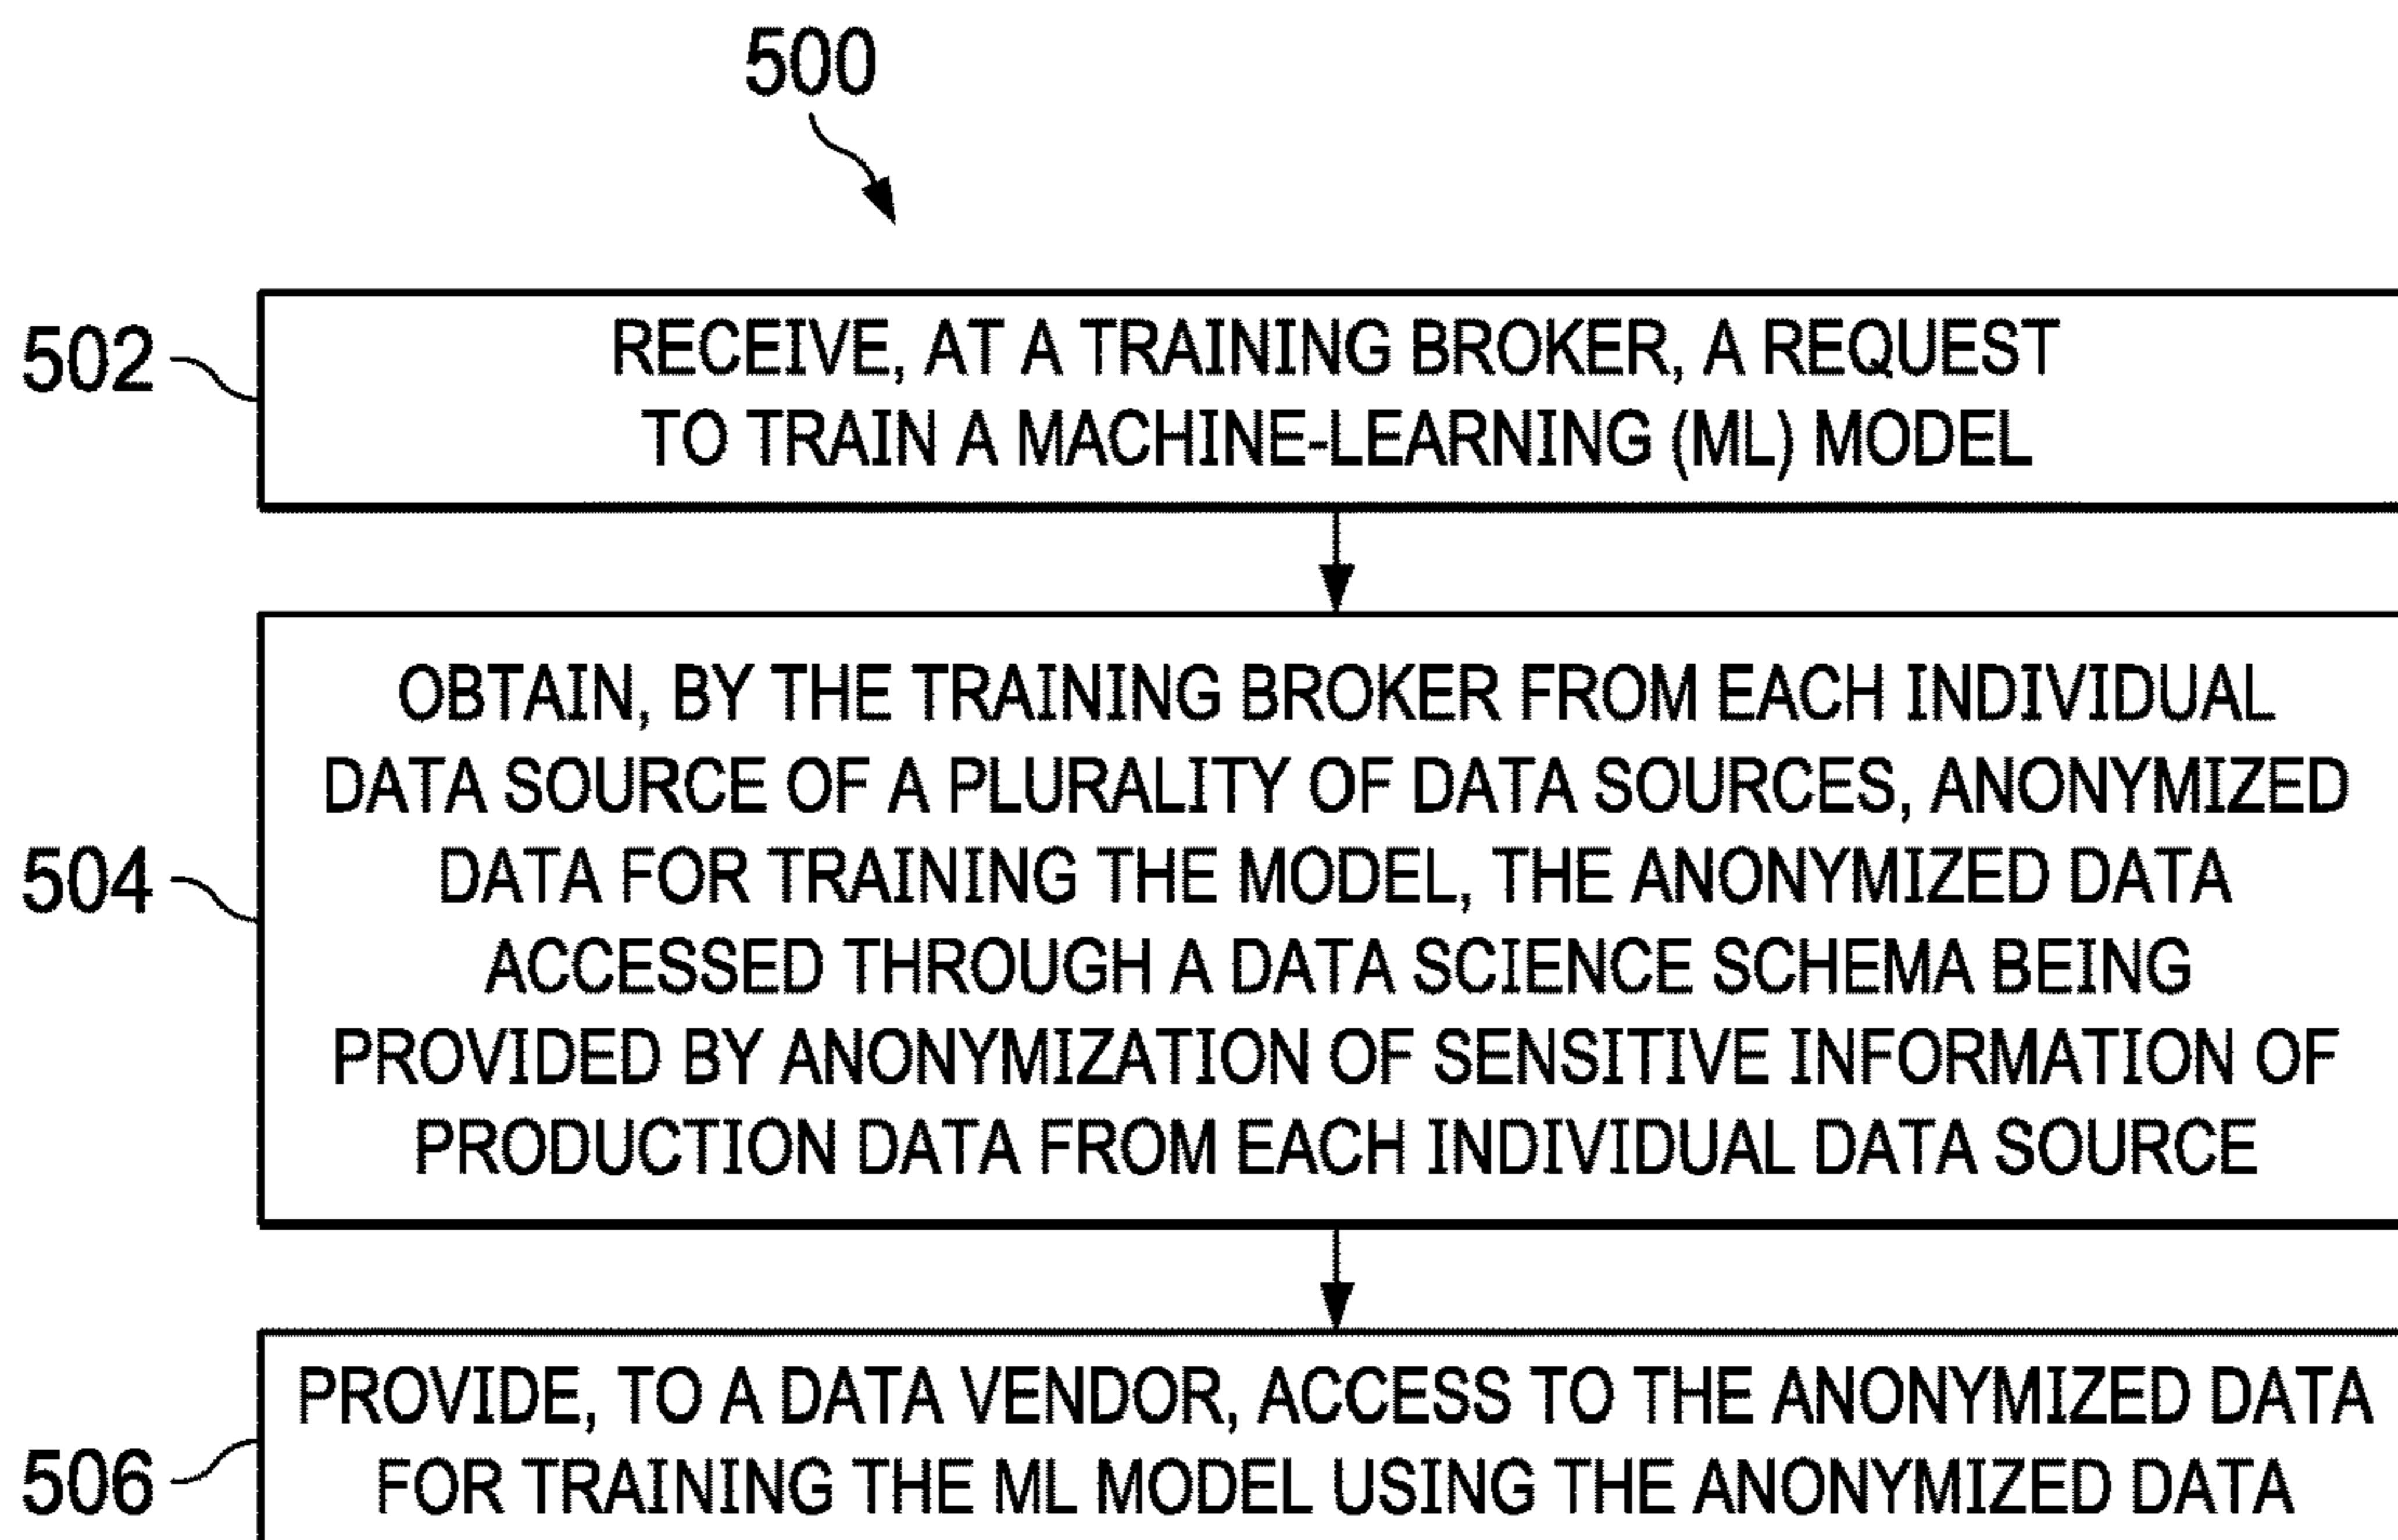 500
502
RECEIVE, AT A TRAINING BROKER, A REQUEST
TO TRAIN A MACHINE-LEARNING (ML) MODEL
504
OBTAIN, BY THE TRAINING BROKER FROM EACH INDIVIDUAL
DATA SOURCE OF A PLURALITY OF DATA SOURCES, ANONYMIZED
DATA FOR TRAINING THE MODEL, THE ANONYMIZED DATA
ACCESSED THROUGH A DATA SCIENCE SCHEMA BEING
PROVIDED BY ANONYMIZATION OF SENSITIVE INFORMATION OF
PRODUCTION DATA FROM EACH INDIVIDUAL DATA SOURCE
506
PROVIDE, TO A DATA VENDOR, ACCESS TO THE ANONYMIZED DATA
FOR TRAINING THE ML MODEL USING THE ANONYMIZED DATA